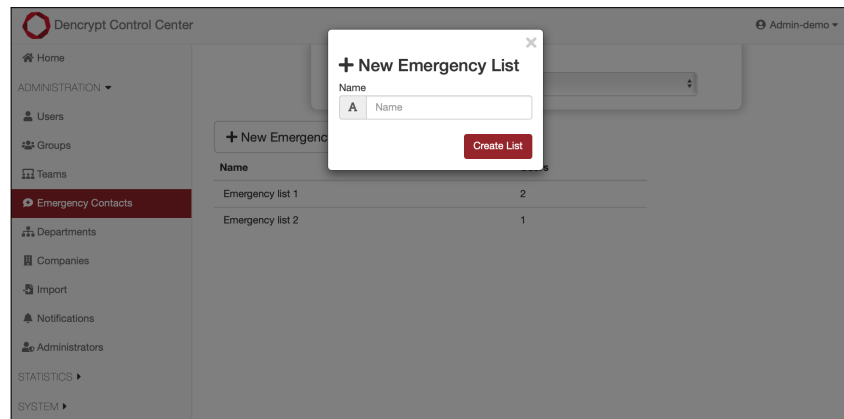 Dencrypt Control Center
Admin-demo
Home
ADMINISTRATION
Users
Groups
Teams
Emergency Contacts
Departments
Companies
Import
Notifications
Administrators
STATISTICS
SYSTEM
×
+ New Emergency List
Name
A Name
Create List
+ New Emergenc
Name
Emergency list 1 2
Emergency list 2 1